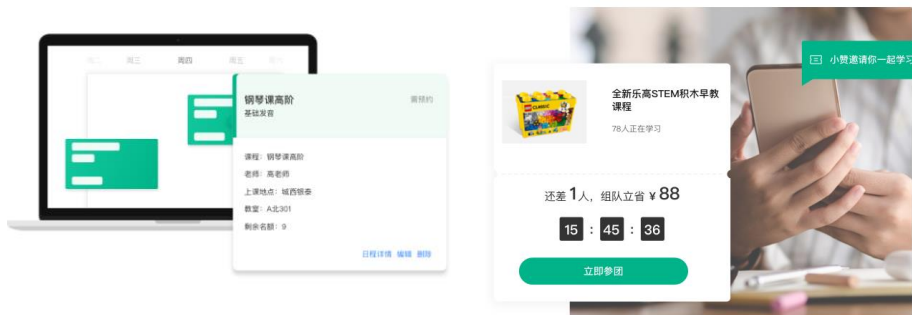 周二
周三
周四
周五
钢琴课高阶
需预约
基础发音
课程：钢琴课高阶
老师：高老师
上课地点：城西银泰
教室：A北301
剩余名额：9
日程详情 编辑 删除
小赞邀请你一起学习
全新乐高STEM积木早教
课程
78人正在学习
CLASSIC
还差1人，组队立省 ¥ 88
15 : 45 : 36
立即参团